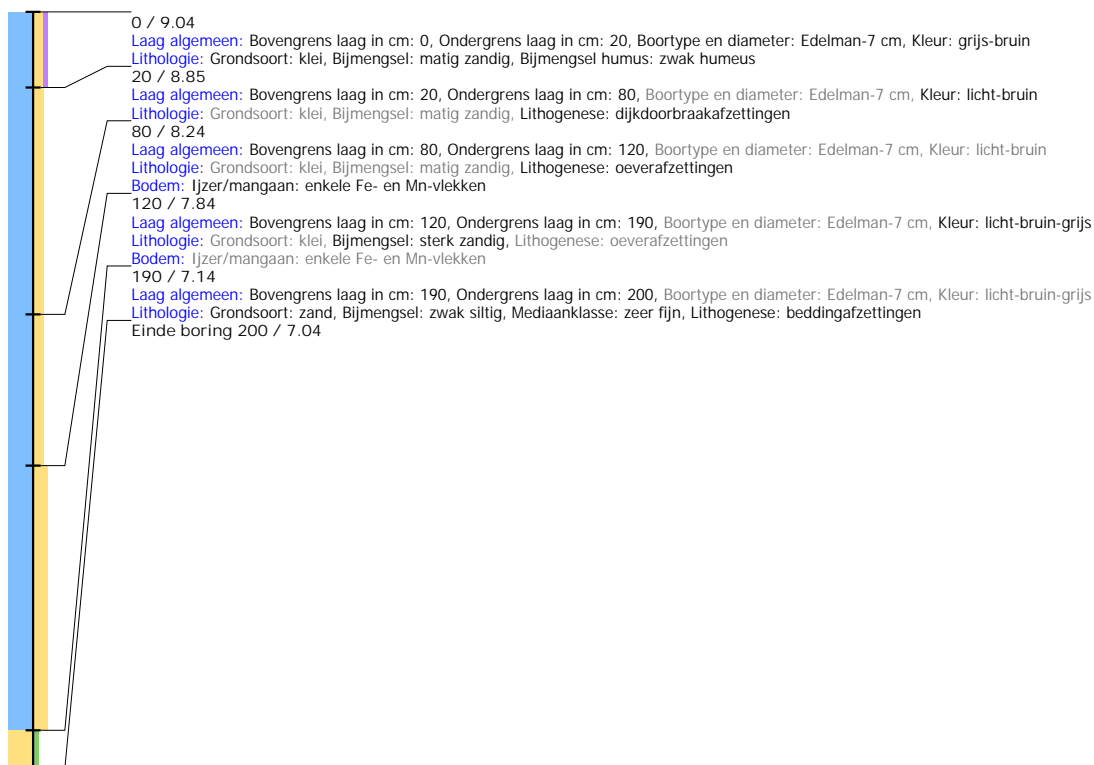 0 / 9.04
Laag algemeen: Bovengrens laag in cm: 0, Ondergrens laag in cm: 20, Boortype en diameter: Edelman-7 cm, Kleur: grijs-bruin
Lithologie: Grondsoort: klei, Bijmengsel: matig zandig, Bijmengsel humus: zwak humeus
20 / 8.85
Laag algemeen: Bovengrens laag in cm: 20, Ondergrens laag in cm: 80, Boortype en diameter: Edelman-7 cm, Kleur: licht-bruin
Lithologie: Grondsoort: klei, Bijmengsel: matig zandig, Lithogenese: dijkdoorbraakafzettingen
80 / 8.24
Laag algemeen: Bovengrens laag in cm: 80, Ondergrens laag in cm: 120, Boortype en diameter: Edelman-7 cm, Kleur: licht-bruin
Lithologie: Grondsoort: klei, Bijmengsel: matig zandig, Lithogenese: oeverafzettingen
Bodem: Ijzer/mangaan: enkele Fe- en Mn-vlekken
120 / 7.84
Laag algemeen: Bovengrens laag in cm: 120, Ondergrens laag in cm: 190, Boortype en diameter: Edelman-7 cm, Kleur: licht-bruin-grijs
Lithologie: Grondsoort: klei, Bijmengsel: sterk zandig, Lithogenese: oeverafzettingen
Bodem: Ijzer/mangaan: enkele Fe- en Mn-vlekken
190 / 7.14
Laag algemeen: Bovengrens laag in cm: 190, Ondergrens laag in cm: 200, Boortype en diameter: Edelman-7 cm, Kleur: licht-bruin-grijs
Lithologie: Grondsoort: zand, Bijmengsel: zwak siltig, Mediaanklasse: zeer fijn, Lithogenese: beddingafzettingen
Einde boring 200 / 7.04